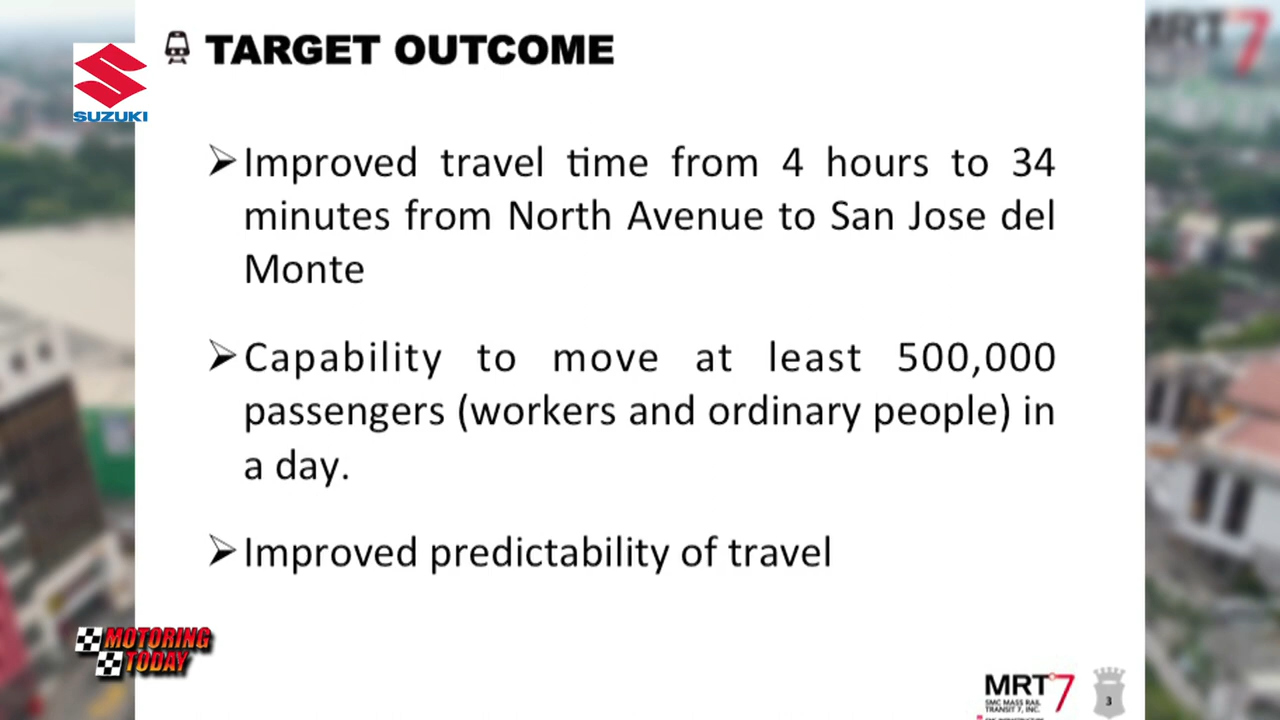 TARGET OUTCOME
SUZUKI
MRT 7
Improved travel time from 4 hours to 34
minutes from North Avenue to San Jose del
Monte
Capability to move at least 500,000
passengers (workers and ordinary people) in
a day.
Improved predictability of travel
MOTORING
TODAY
MRT 7
SMC MASS RAIL
TRANSIT 7, INC.
3